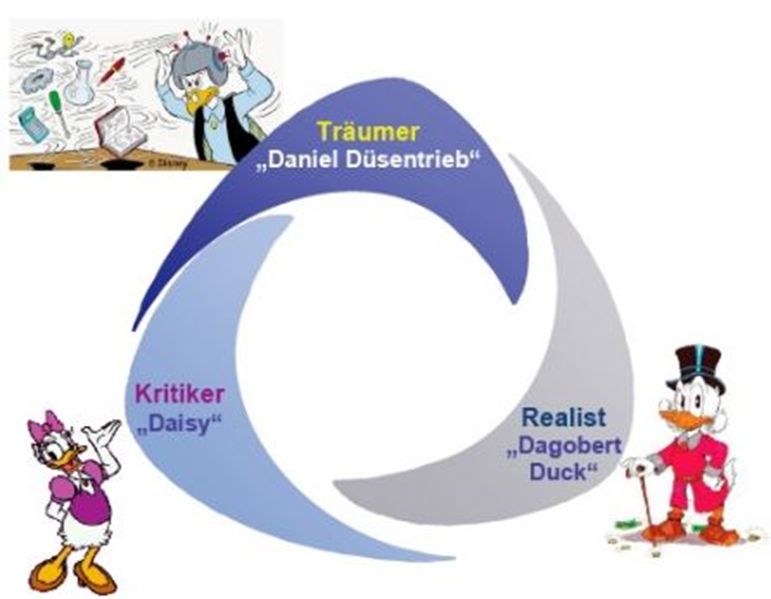 © Disney
Träumer
„Daniel Düsentrieb“
Kritiker
„Daisy“
Realist
„Dagobert
Duck“